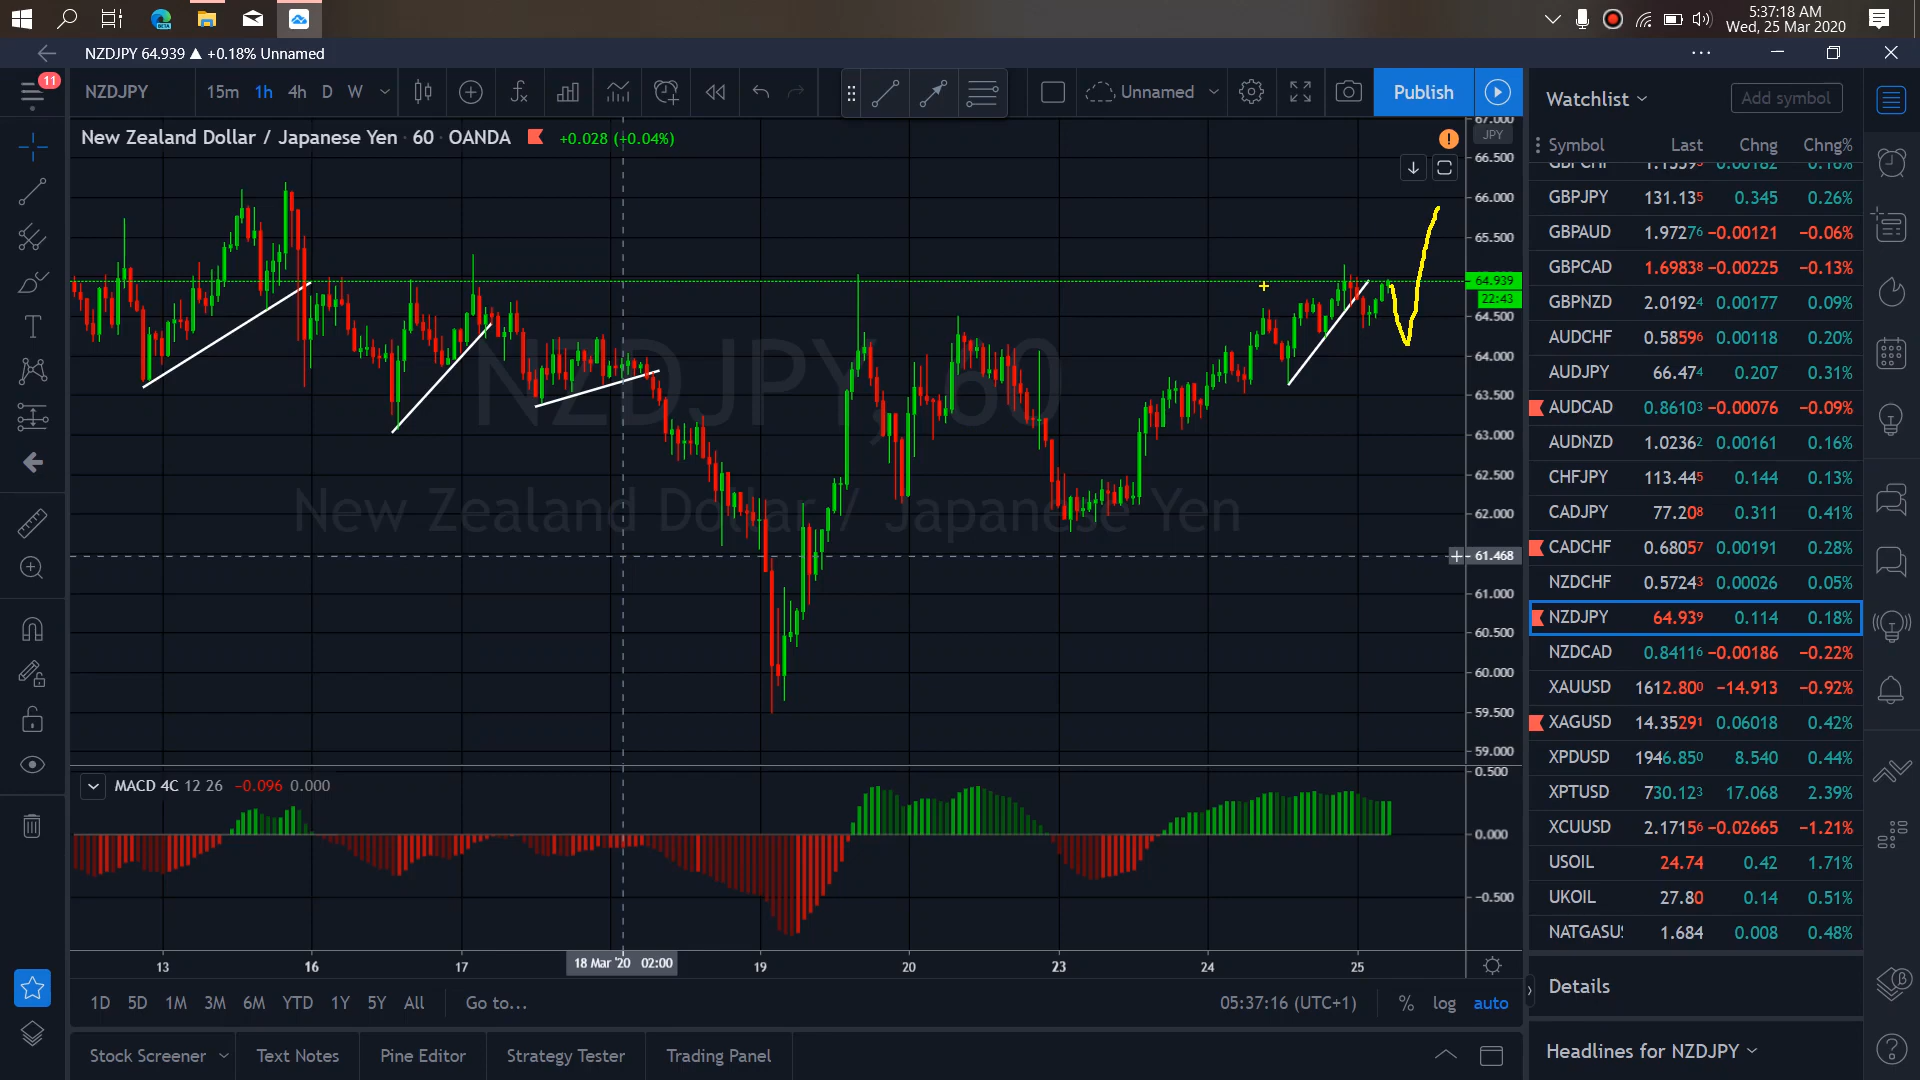 5:37:18 AM
Wed, 25 Mar 2020
NZDJPY 64.939 ▲ +0.18% Unnamed
11
NZDJPY 15m 1h 4h D W Unnamed Publish
New Zealand Dollar / Japanese Yen · 60 · OANDA +0.028 (+0.04%)
JPY
67.000
66.500
66.000
65.500
64.939
22:43
64.500
64.000
63.500
63.000
62.500
62.000
61.468
61.000
60.500
60.000
59.500
59.000
NZDJPY, 60
New Zealand Dollar / Japanese Yen
MACD 4C 12 26 −0.096 0.000
0.500
0.000
−0.500
13 16 17 18 Mar '20 02:00 19 20 23 24 25
1D 5D 1M 3M 6M YTD 1Y 5Y All Go to... 05:37:16 (UTC+1) % log auto
Stock Screener Text Notes Pine Editor Strategy Tester Trading Panel
Watchlist Add symbol
Symbol Last Chng Chng%
GBPCHF 1.1559⁵ 0.00182 0.16%
GBPJPY 131.13⁵ 0.345 0.26%
GBPAUD 1.9727⁶ −0.00121 −0.06%
GBPCAD 1.6983⁸ −0.00225 −0.13%
GBPNZD 2.0192⁴ 0.00177 0.09%
AUDCHF 0.5859⁶ 0.00118 0.20%
AUDJPY 66.47⁴ 0.207 0.31%
AUDCAD 0.8610³ −0.00076 −0.09%
AUDNZD 1.0236² 0.00161 0.16%
CHFJPY 113.44⁵ 0.144 0.13%
CADJPY 77.20⁸ 0.311 0.41%
CADCHF 0.6805⁷ 0.00191 0.28%
NZDCHF 0.5724³ 0.00026 0.05%
NZDJPY 64.93⁹ 0.114 0.18%
NZDCAD 0.8411⁶ −0.00186 −0.22%
XAUUSD 1612.80⁰ −14.913 −0.92%
XAGUSD 14.3529¹ 0.06018 0.42%
XPDUSD 1946.85⁰ 8.540 0.44%
XPTUSD 730.12³ 17.068 2.39%
XCUUSD 2.1715⁶ −0.02665 −1.21%
USOIL 24.74 0.42 1.71%
UKOIL 27.80 0.14 0.51%
NATGASU 1.684 0.008 0.48%
Details
Headlines for NZDJPY